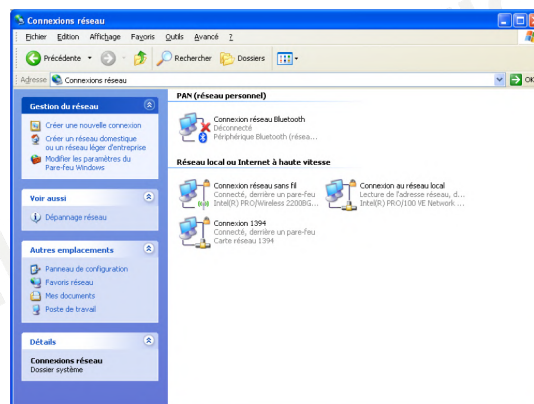 Connexions réseau
Fichier Edition Affichage Favoris Outils Avancé ?
Précédente Rechercher Dossiers
Adresse Connexions réseau OK
Gestion du réseau
Créer une nouvelle connexion
Créer un réseau domestique
ou un réseau léger d'entreprise
Modifier les paramètres du
Pare-feu Windows
Voir aussi
Dépannage réseau
Autres emplacements
Panneau de configuration
Favoris réseau
Mes documents
Poste de travail
Détails
Connexions réseau
Dossier système
PAN (réseau personnel)
Connexion réseau Bluetooth
Déconnecté
Périphérique Bluetooth (résea...
Réseau local ou Internet à haute vitesse
Connexion réseau sans fil
Connecté, derrière un pare-feu
Intel(R) PRO/Wireless 2200BG...
Connexion au réseau local
Lecture de l'adresse réseau, d...
Intel(R) PRO/100 VE Network ...
Connexion 1394
Connecté, derrière un pare-feu
Carte réseau 1394